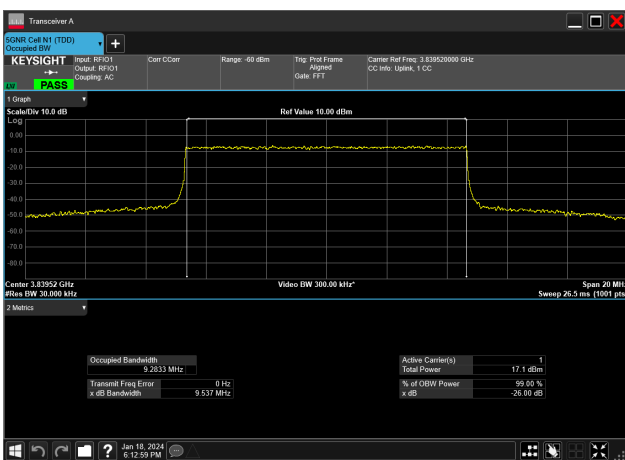 Transceiver A
5GNR Cell N1 (TDD)
Occupied BW
KEYSIGHT
PASS
Input: RFIO1
Output: RFIO1
Coupling: AC
Corr CCorr
Range: -60 dBm
Trig: Prot Frame
Aligned
Gate: FFT
Carrier Ref Freq: 3.839520000 GHz
CC Info: Uplink, 1 CC
1 Graph
Scale/Div 10.0 dB
Ref Value 10.00 dBm
Log
0.00
-10.0
-20.0
-30.0
-40.0
-50.0
-60.0
-70.0
-80.0
Center 3.83952 GHz
Video BW 300.00 kHz*
Span 20 MHz
#Res BW 30.000 kHz
Sweep 26.5 ms (1001 pts
2 Metrics
Occupied Bandwidth
9.2833 MHz
Transmit Freq Error 0 Hz
x dB Bandwidth 9.537 MHz
Active Carrier(s) 1
Total Power 17.1 dBm
% of OBW Power 99.00 %
x dB -26.00 dB
Jan 18, 2024
6:12:59 PM